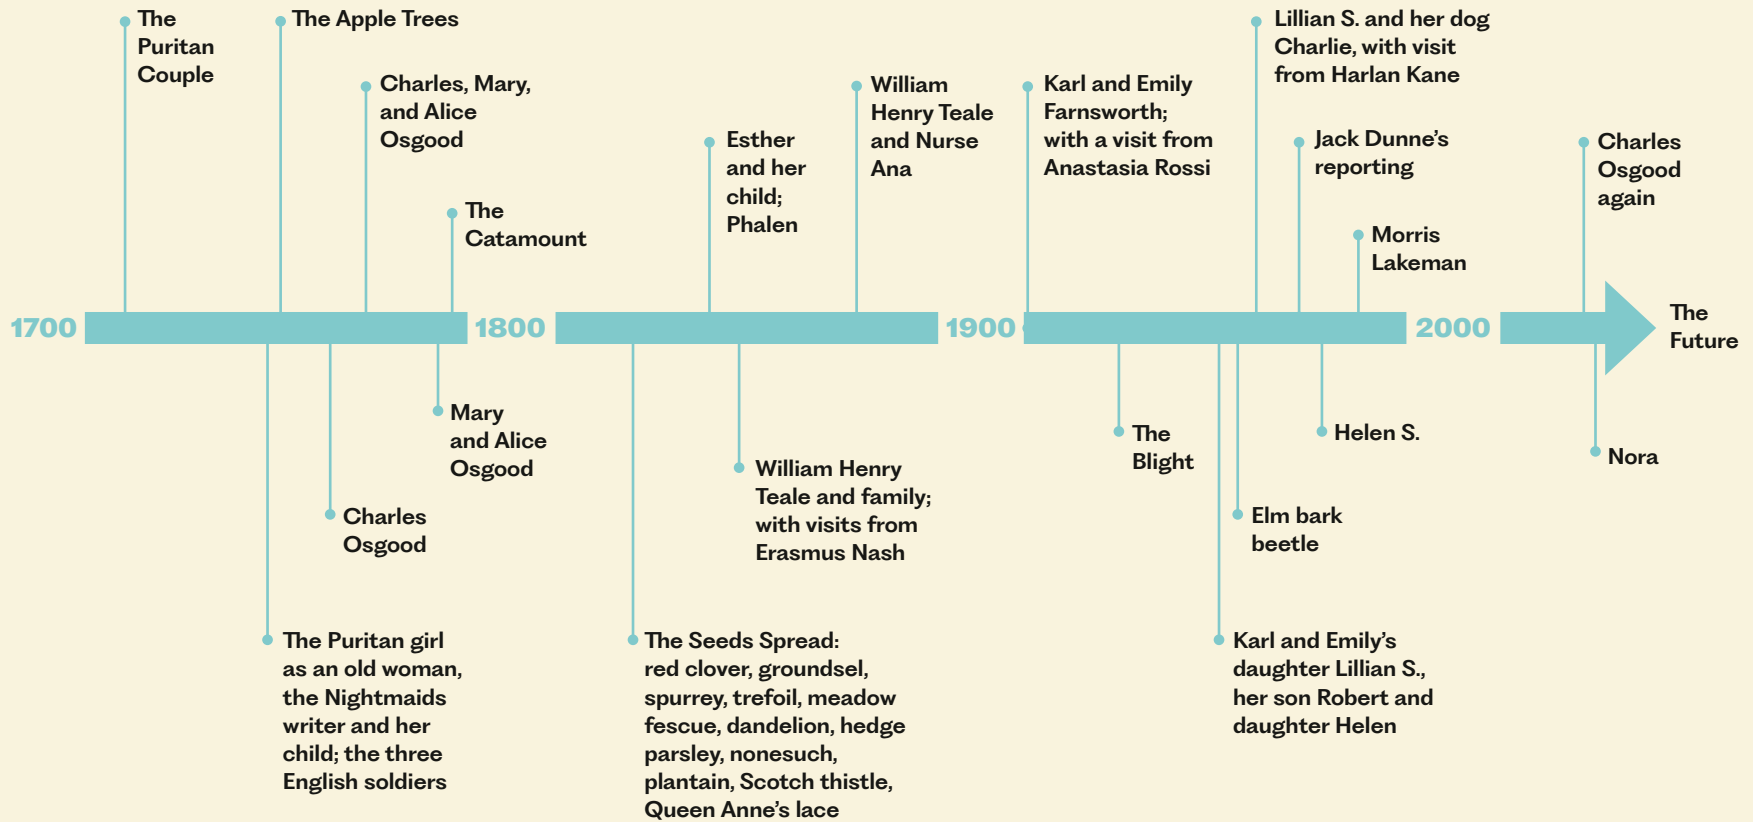 The
Puritan
Couple
The Apple Trees
Charles, Mary,
and Alice
Osgood
The
Catamount
Esther
and her
child;
Phalen
William
Henry Teale
and Nurse
Ana
Karl and Emily
Farnsworth;
with a visit from
Anastasia Rossi
Lillian S. and her dog
Charlie, with visit
from Harlan Kane
Jack Dunne’s
reporting
Morris
Lakeman
Charles
Osgood
again
1700
1800
1900
2000
The
Future
The Puritan girl
as an old woman,
the Nightmaids
writer and her
child; the three
English soldiers
Charles
Osgood
Mary
and Alice
Osgood
The Seeds Spread:
red clover, groundsel,
spurrey, trefoil, meadow
fescue, dandelion, hedge
parsley, nonesuch,
plantain, Scotch thistle,
Queen Anne’s lace
William Henry
Teale and family;
with visits from
Erasmus Nash
The
Blight
Karl and Emily’s
daughter Lillian S.,
her son Robert and
daughter Helen
Elm bark
beetle
Helen S.
Nora